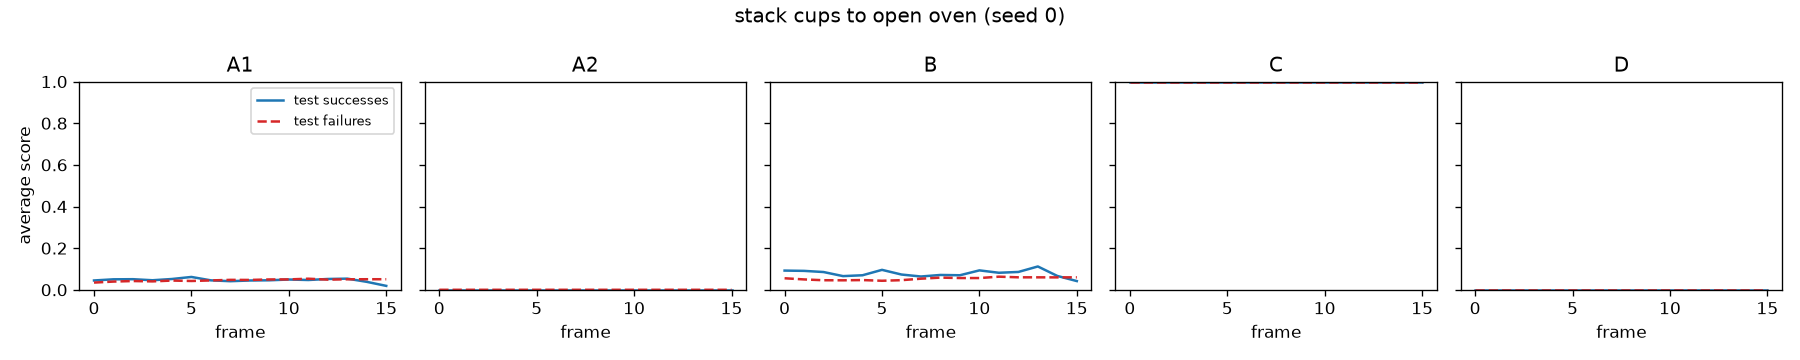 stack cups to open oven (seed 0)
A1 A2 B C D
test successes
test failures
average score
1.0
0.8
0.6
0.4
0.2
0.0
0 5 10 15 0 5 10 15 0 5 10 15 0 5 10 15 0 5 10 15
frame frame frame frame frame